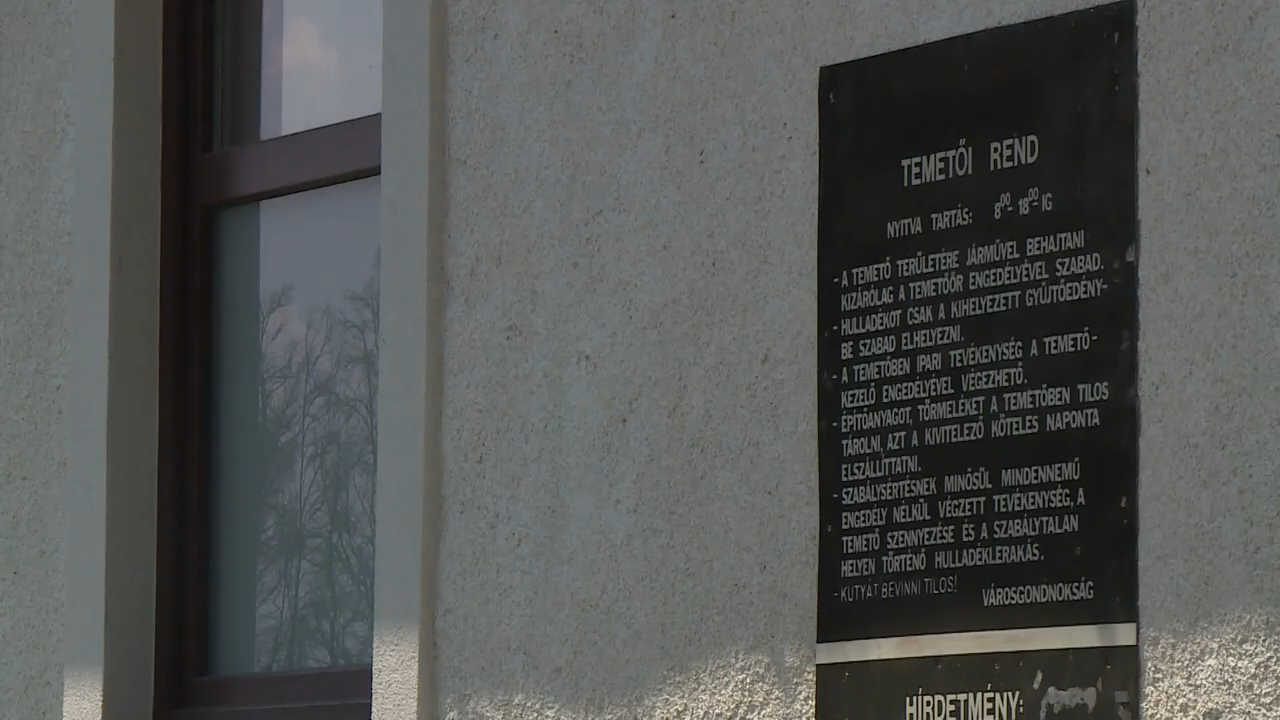 TEMETŐI REND
NYITVA TARTÁS: 8⁰⁰- 18⁰⁰ IG
- A TEMETŐ TERÜLETÉRE JÁRMŰVEL BEHAJTANI
KIZÁRÓLAG A TEMETŐŐR ENGEDÉLYÉVEL SZABAD.
- HULLADÉKOT CSAK A KIHELYEZETT GYŰJTŐEDÉNY-
BE SZABAD ELHELYEZNI.
- A TEMETŐBEN IPARI TEVÉKENYSÉG A TEMETŐ-
KEZELŐ ENGEDÉLYÉVEL VÉGEZHETŐ.
- ÉPÍTŐANYAGOT, TÖRMELÉKET A TEMETŐBEN TILOS
TÁROLNI, AZT A KIVITELEZŐ KÖTELES NAPONTA
ELSZÁLLÍTTATNI.
- SZABÁLYSÉRTÉSNEK MINŐSÜL MINDENNEMŰ
ENGEDÉLY NÉLKÜL VÉGZETT TEVÉKENYSÉG, A
TEMETŐ SZENNYEZÉSE ÉS A SZABÁLYTALAN
HELYEN TÖRTÉNŐ HULLADÉKLERAKÁS.
- KUTYÁT BEVINNI TILOS!
VÁROSGONDNOKSÁG
HÍRDETMÉNY: